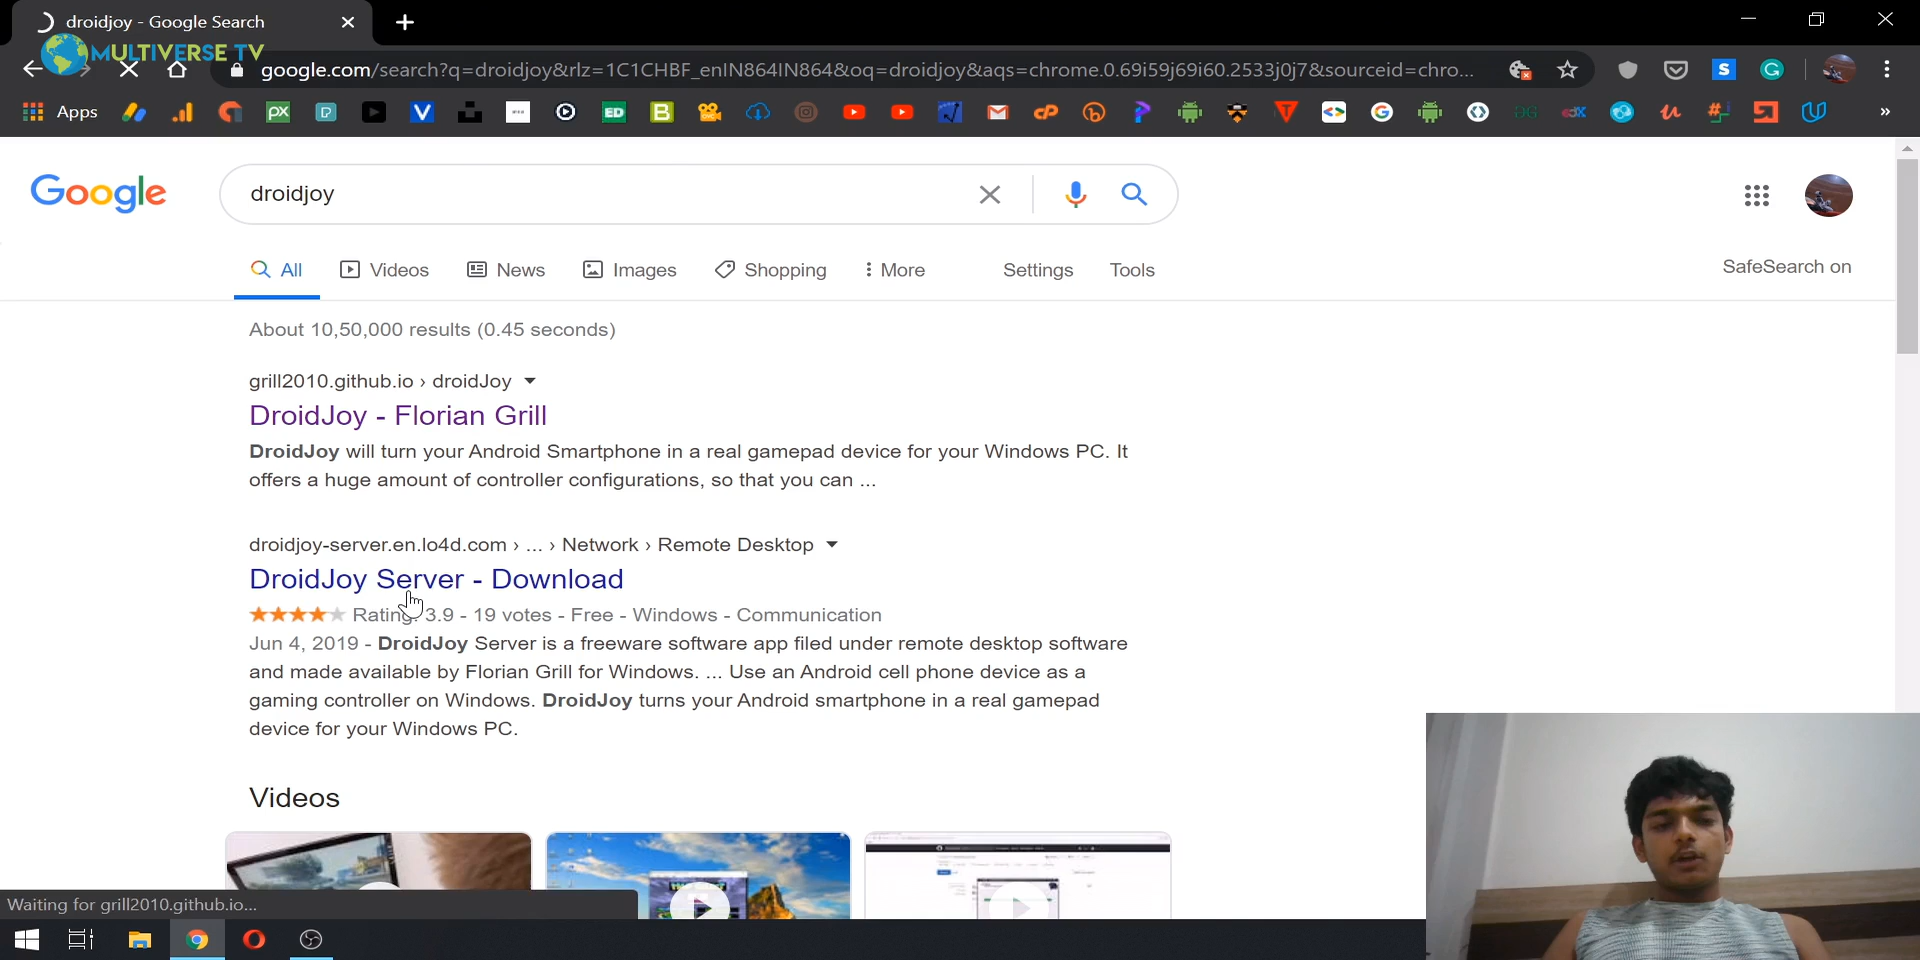 droidjoy - Google Search
MULTIVERSE TV
google.com/search?q=droidjoy&rlz=1C1CHBF_enIN864IN864&oq=droidjoy&aqs=chrome.0.69i59j69i60.2533j0j7&sourceid=chro...
Apps
Google
droidjoy
All Videos News Images Shopping More Settings Tools
SafeSearch on
About 10,50,000 results (0.45 seconds)
grill2010.github.io › droidJoy
DroidJoy - Florian Grill
DroidJoy will turn your Android Smartphone in a real gamepad device for your Windows PC. It
offers a huge amount of controller configurations, so that you can ...
droidjoy-server.en.lo4d.com › ... › Network › Remote Desktop
DroidJoy Server - Download
Rating: 3.9 - 19 votes - Free - Windows - Communication
Jun 4, 2019 - DroidJoy Server is a freeware software app filed under remote desktop software
and made available by Florian Grill for Windows. ... Use an Android cell phone device as a
gaming controller on Windows. DroidJoy turns your Android smartphone in a real gamepad
device for your Windows PC.
Videos
Waiting for grill2010.github.io...